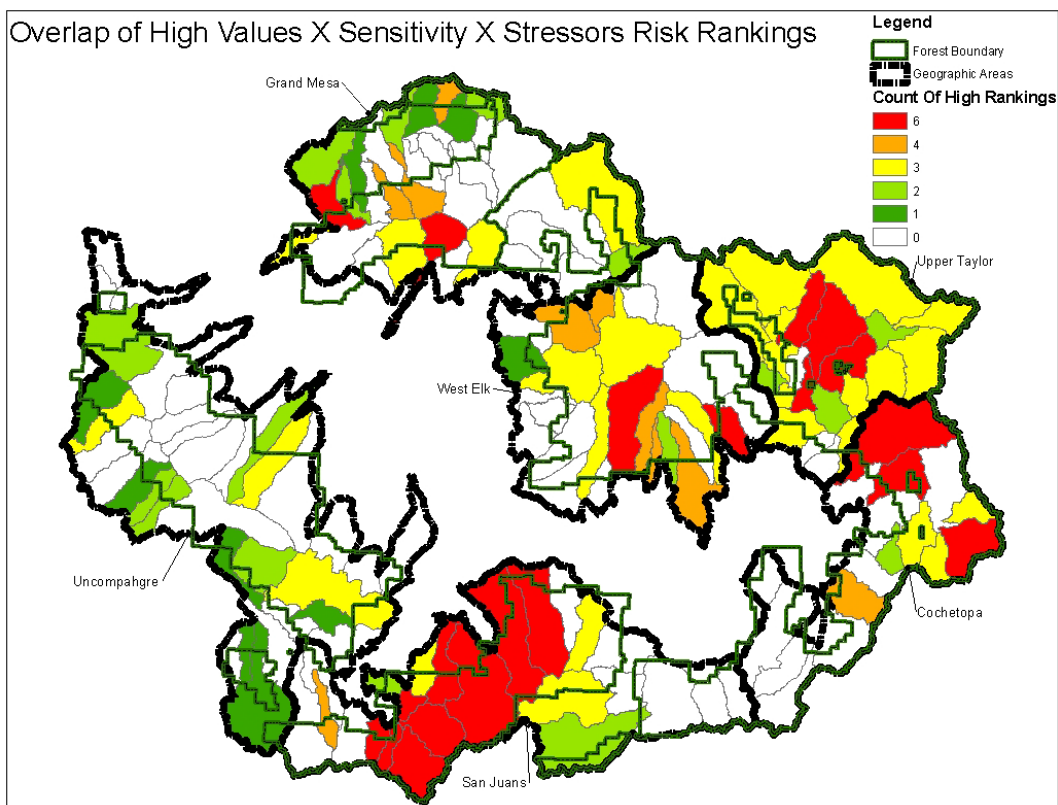 Overlap of High Values X Sensitivity X Stressors Risk Rankings
Legend
Forest Boundary
Geographic Areas
Count Of High Rankings
6
4
3
2
1
0
Grand Mesa
Upper Taylor
West Elk
Uncompahgre
Cochetopa
San Juans